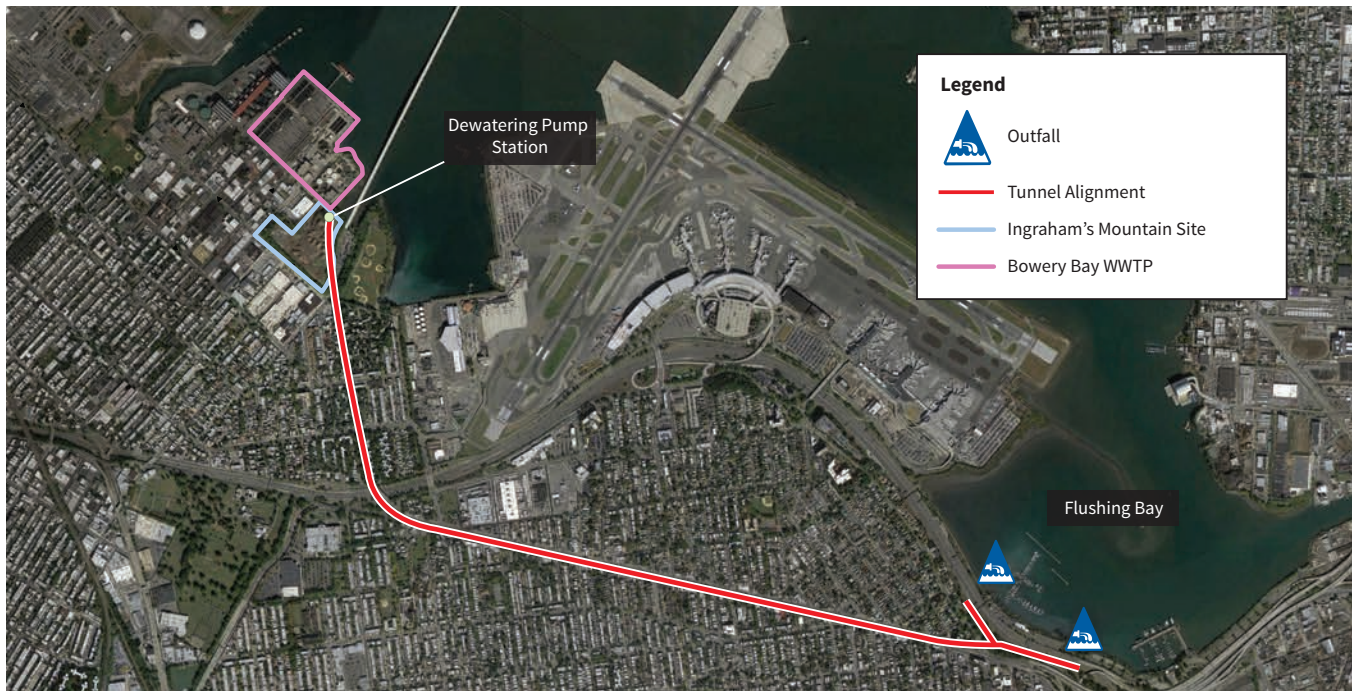 Dewatering Pump
Station
Legend
Outfall
Tunnel Alignment
Ingraham’s Mountain Site
Bowery Bay WWTP
Flushing Bay